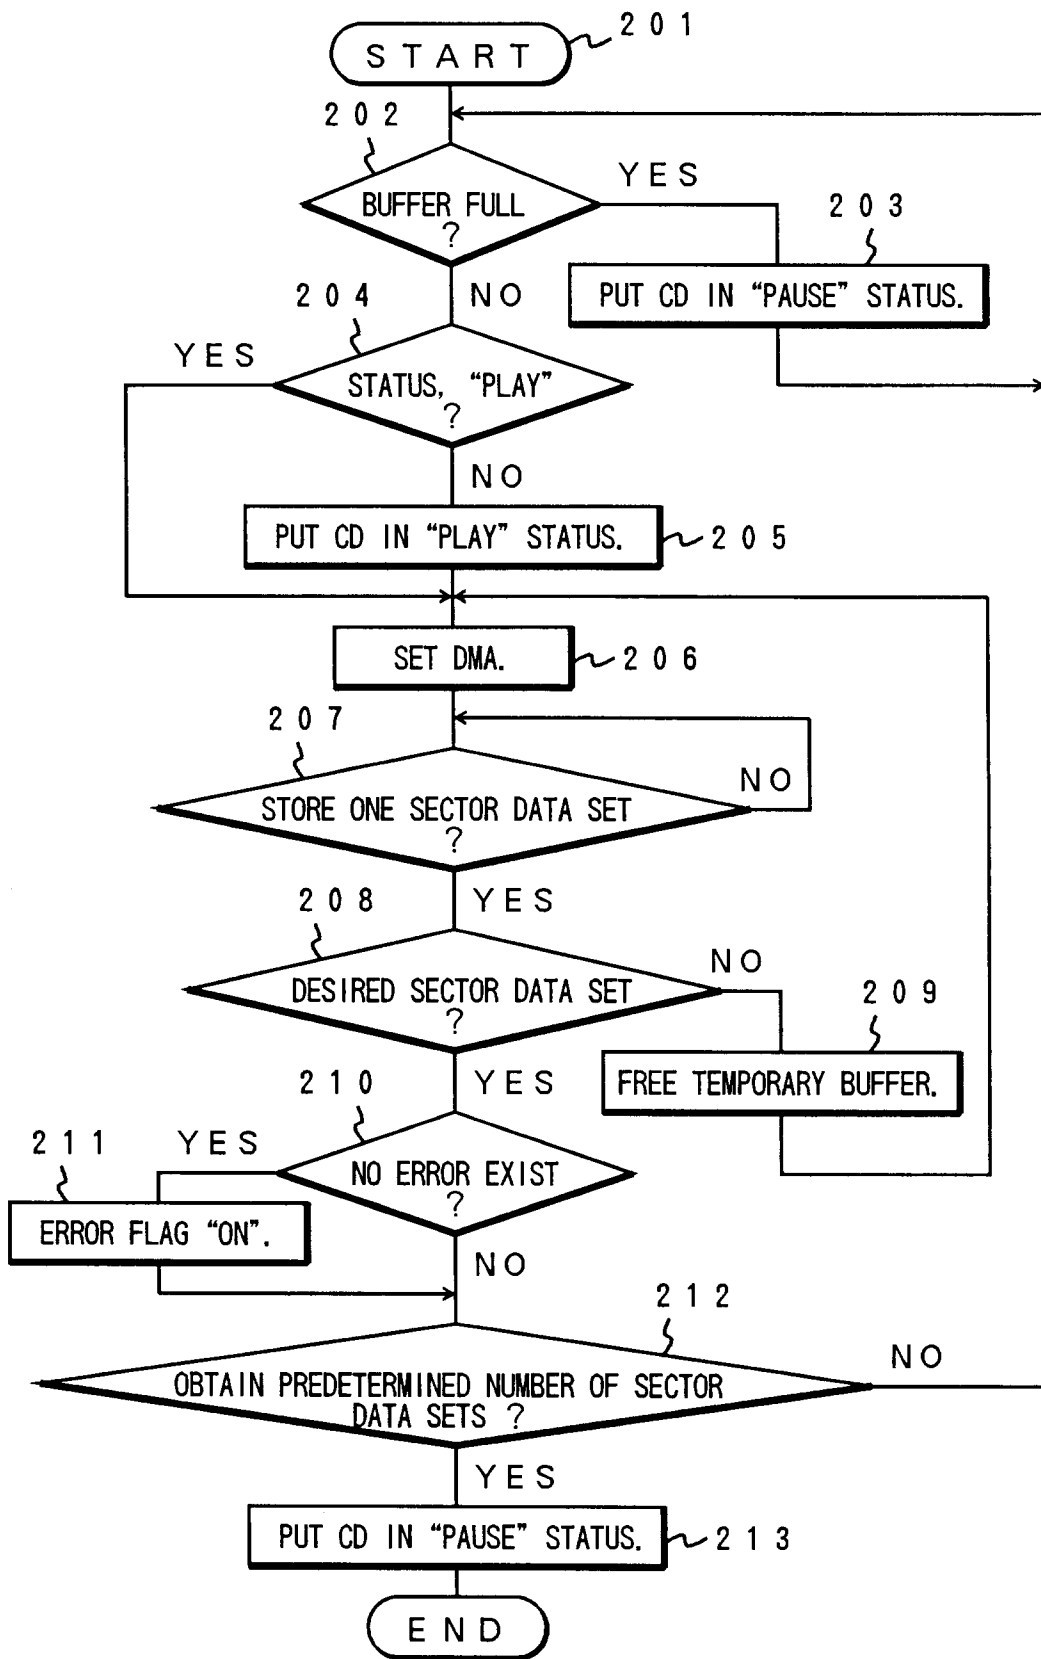 201
START
202
YES
BUFFER FULL
?
203
PUT CD IN “PAUSE” STATUS.
NO
204
YES
STATUS, “PLAY”
?
NO
PUT CD IN “PLAY” STATUS.
205
SET DMA.
206
207
NO
STORE ONE SECTOR DATA SET
?
YES
208
NO
DESIRED SECTOR DATA SET
?
209
FREE TEMPORARY BUFFER.
YES
210
YES
211
NO ERROR EXIST
?
ERROR FLAG “ON”.
NO
212
NO
OBTAIN PREDETERMINED NUMBER OF SECTOR
DATA SETS ?
YES
PUT CD IN “PAUSE” STATUS.
213
END